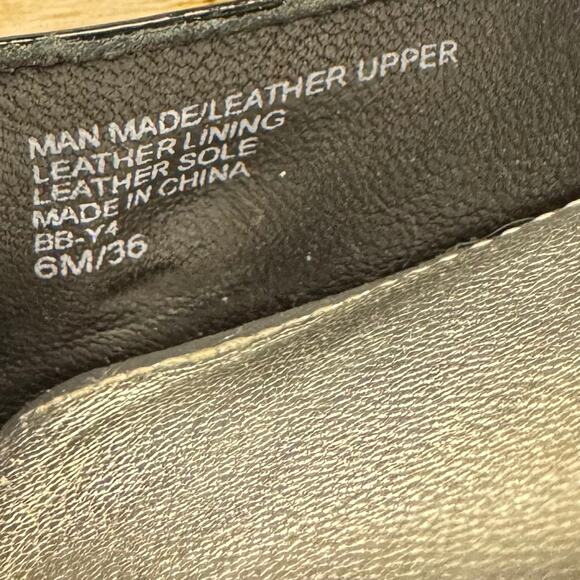 MAN MADE/LEATHER UPPER
LEATHER LINING
LEATHER SOLE
MADE IN CHINA
BB-Y4
6M/36